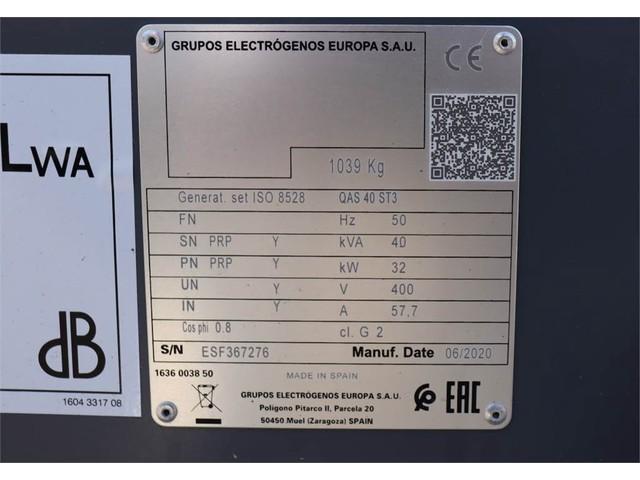 GRUPOS ELECTRÓGENOS EUROPA S.A.U.
CE
1039 Kg
Generat. set ISO 8528 QAS 40 ST3
FN Hz 50
SN PRP Y kVA 40
PN PRP Y kW 32
UN Y V 400
IN Y A 57,7
Cos phi 0.8 cl. G 2
S/N ESF367276 Manuf. Date 06/2020
1636 0038 50 MADE IN SPAIN
GRUPOS ELECTRÓGENOS EUROPA S.A.U.
Polígono Pitarco II, Parcela 20
50450 Muel (Zaragoza) SPAIN
EAC
LWA
dB
1604 3317 08